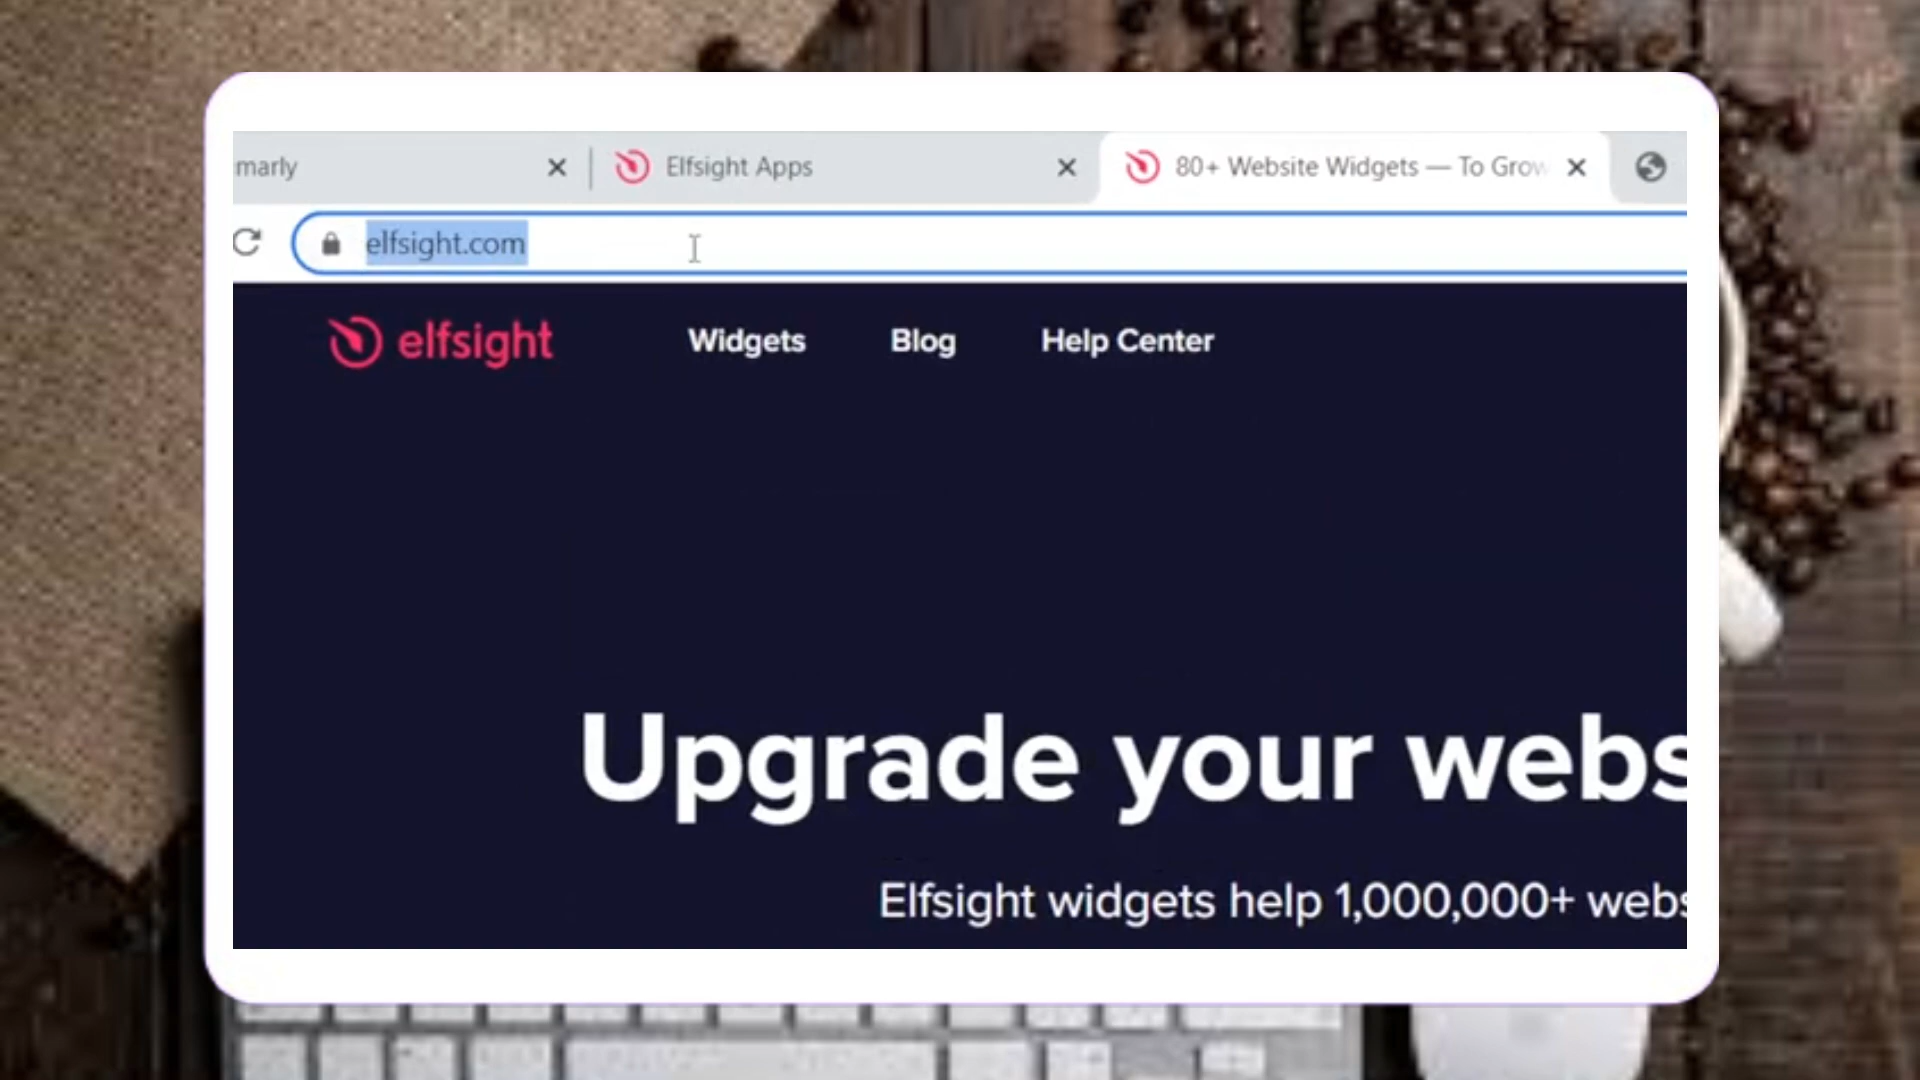 marly
Elfsight Apps
80+ Website Widgets — To Grow
elfsight.com
elfsight
Widgets
Blog
Help Center
Upgrade your webs
Elfsight widgets help 1,000,000+ webs